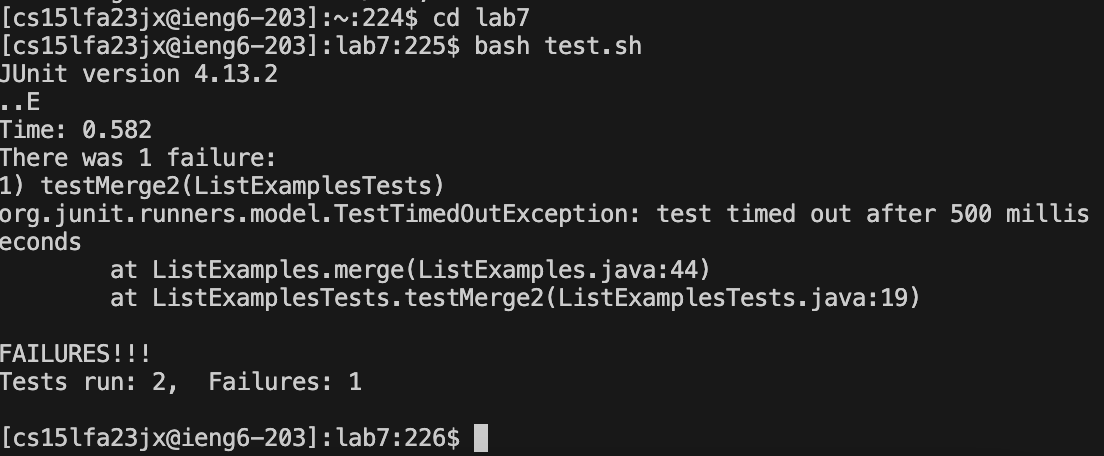 [cs15lfa23jx@ieng6-203]:~:224$ cd lab7
[cs15lfa23jx@ieng6-203]:lab7:225$ bash test.sh
JUnit version 4.13.2
..E
Time: 0.582
There was 1 failure:
1) testMerge2(ListExamplesTests)
org.junit.runners.model.TestTimedOutException: test timed out after 500 millis
econds
        at ListExamples.merge(ListExamples.java:44)
        at ListExamplesTests.testMerge2(ListExamplesTests.java:19)

FAILURES!!!
Tests run: 2,  Failures: 1

[cs15lfa23jx@ieng6-203]:lab7:226$